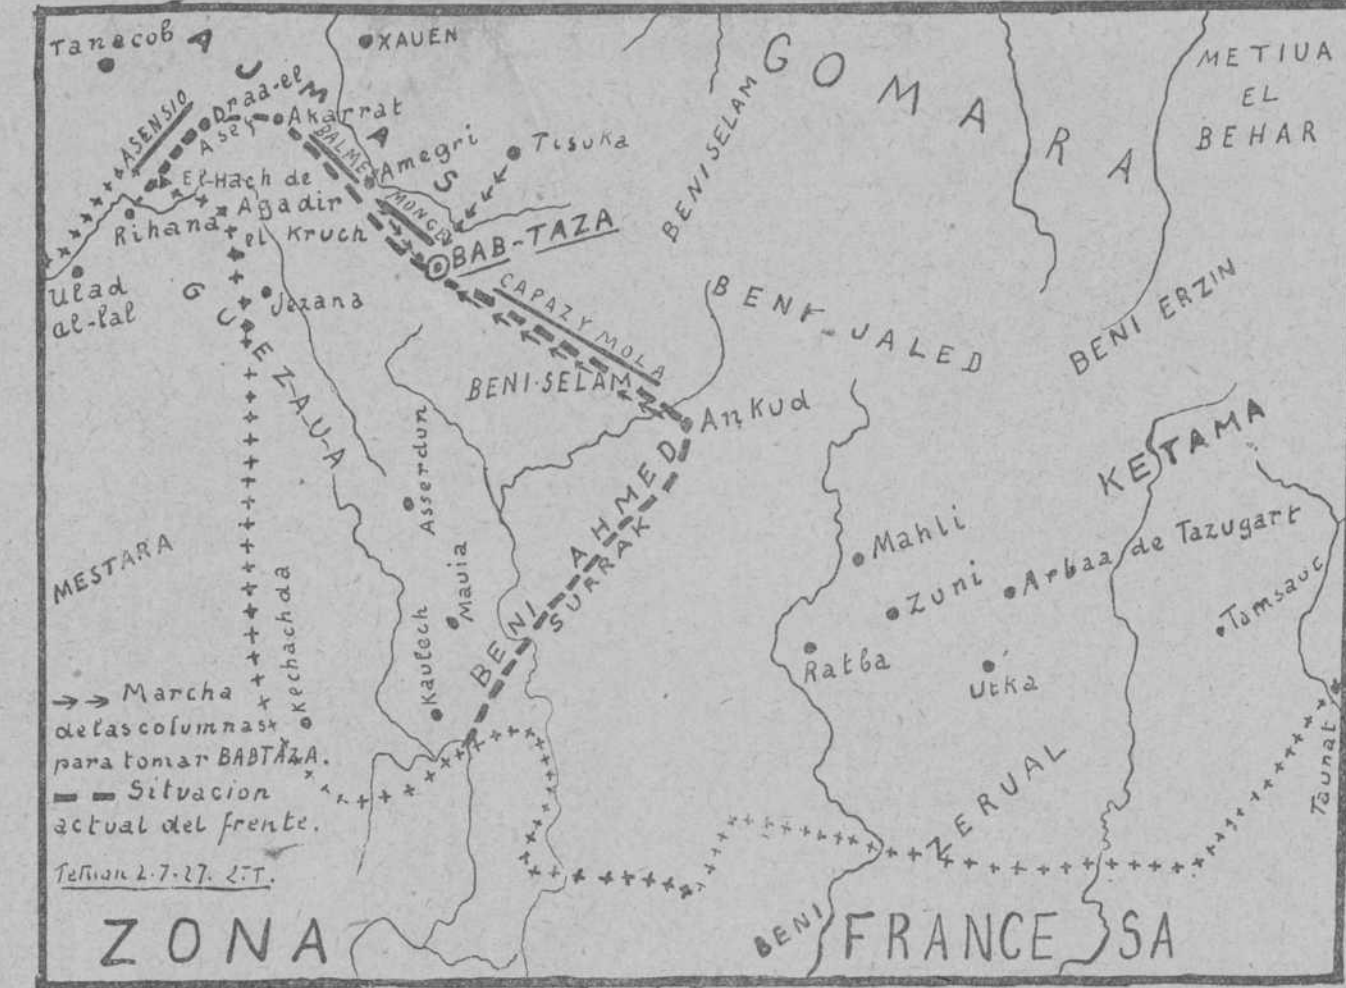 Tanacob
AJMAS
XAUEN
GOMARA
METIUA
EL
BEHAR
ASENSIO
Draa-el
Asef
Akarrat
BALMES
Amegri
Tisuka
BENI SELAM
El-Hach de
Agadir
el Kruch
Rihana
MONGE
BAB-TAZA
Ulad
al-lal
GUEZAUA
Jezana
CAPAZ Y MOLA
BENI-JALED
BENI ERZIN
BENI-SELAM
Ankud
KETAMA
Asserdun
BENI AHMED
SURRAK
Mahli
Arbaa de Tazugart
Zuni
Tamsauc
MESTARA
Mauia
Kaulech
Kechachda
Ratba
Utka
Marcha
de las columnas
para tomar BABTAZA.
Situacion
actual del frente.
Tetuan 2-7-27.
BENI ZERUAL
Taunat
ZONA FRANCESA